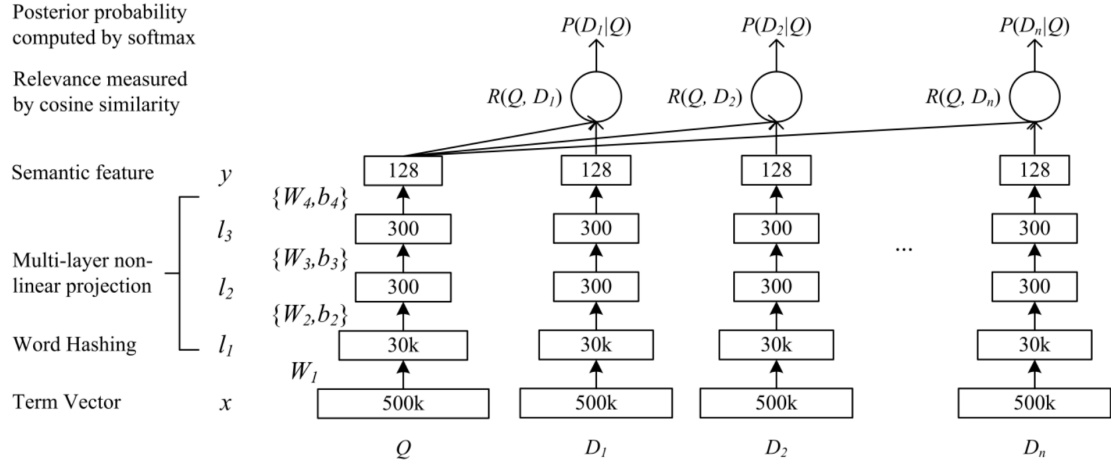 Posterior probability
computed by softmax
P(D₁|Q) P(D₂|Q) P(Dₙ|Q)
Relevance measured
by cosine similarity
R(Q, D₁) R(Q, D₂) R(Q, Dₙ)
Semantic feature y 128 128 128 128
{W₄,b₄}
l₃ 300 300 300 300
...
Multi-layer non-
linear projection
{W₃,b₃}
l₂ 300 300 300 300
{W₂,b₂}
Word Hashing l₁ 30k 30k 30k 30k
W₁
Term Vector x 500k 500k 500k 500k
Q D₁ D₂ Dₙ